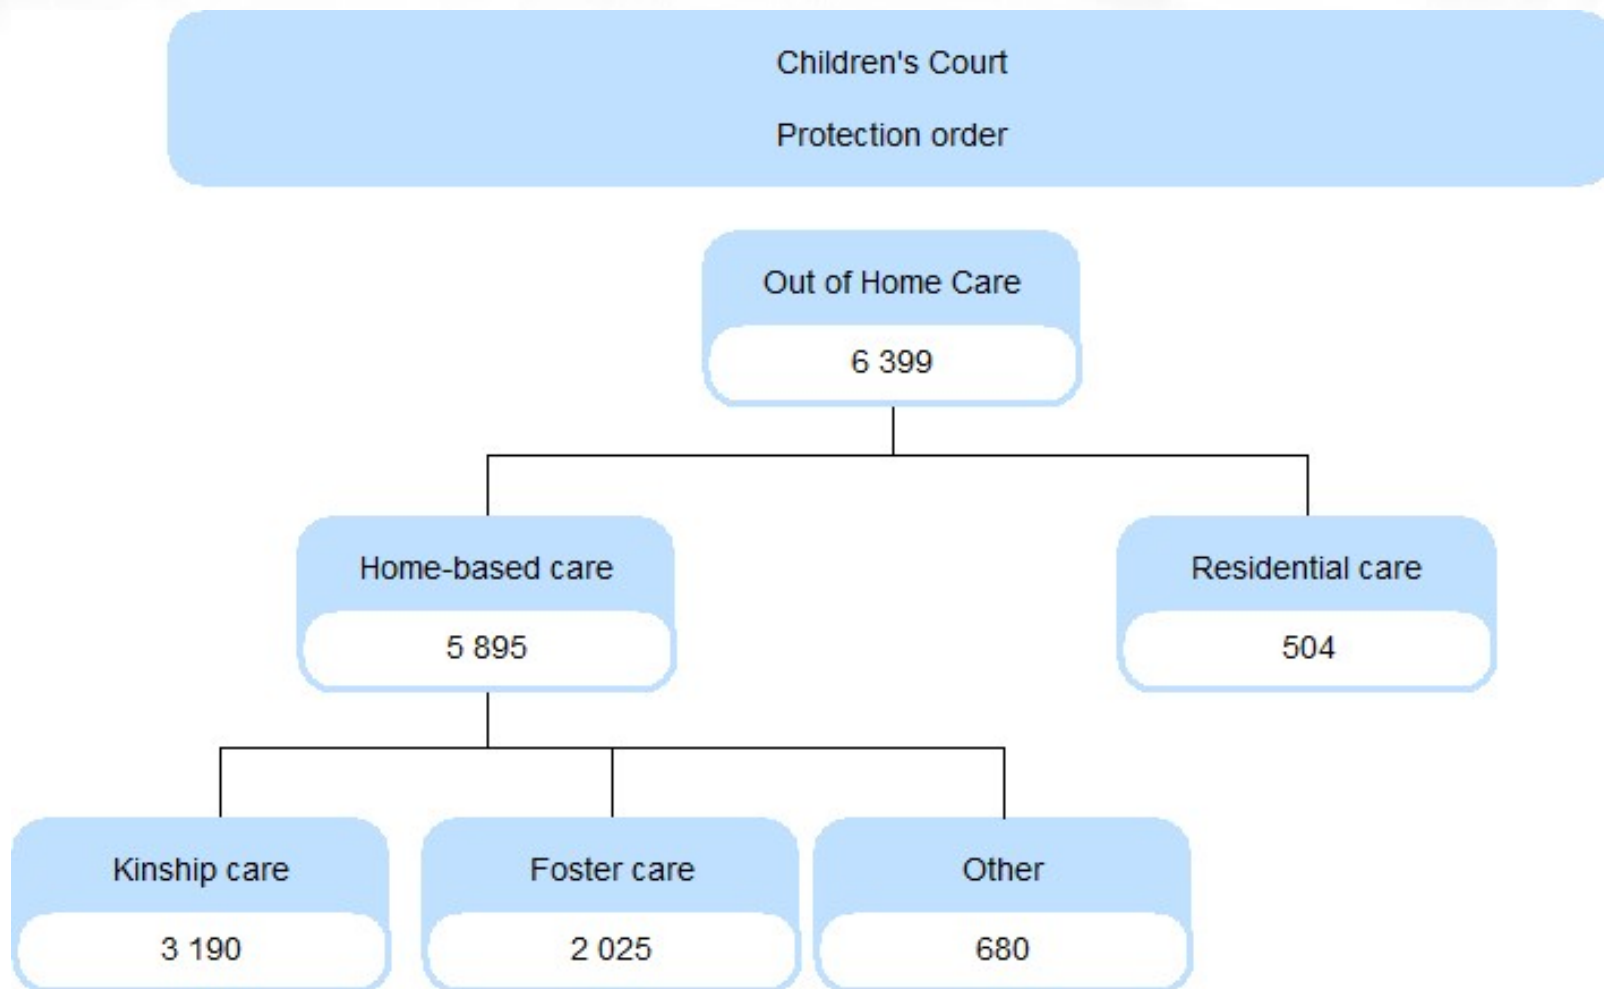 Children's Court
Protection order
Out of Home Care
6 399
Home-based care
5 895
Residential care
504
Kinship care
3 190
Foster care
2 025
Other
680